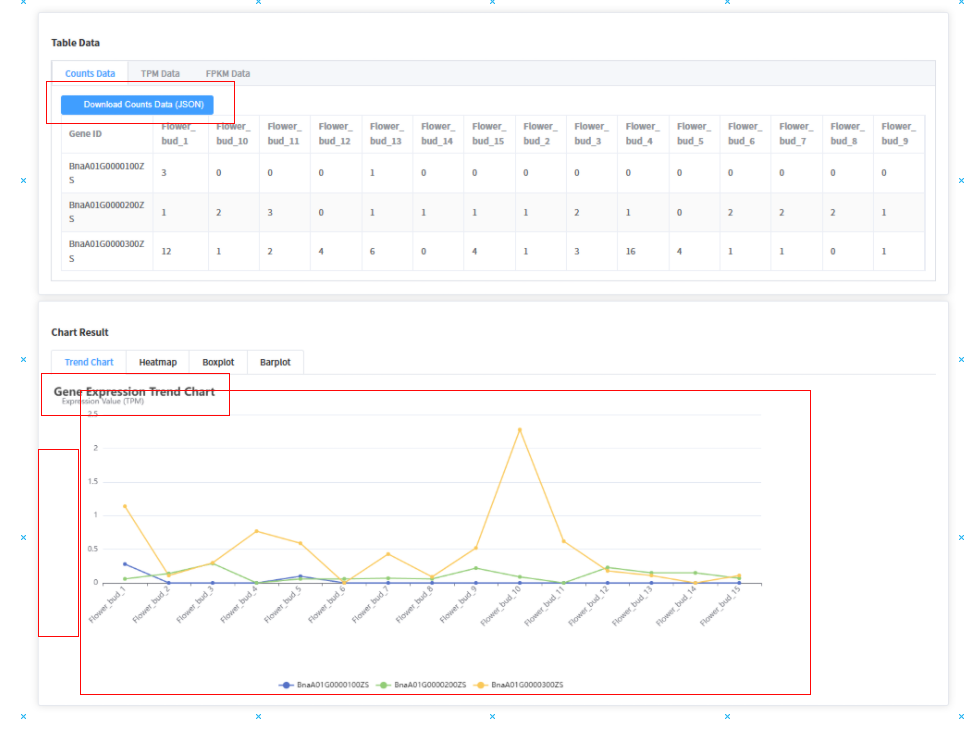 Table Data
Counts Data TPM Data FPKM Data
Download Counts Data (JSON)
Gene ID Flower_bud_1 Flower_bud_10 Flower_bud_11 Flower_bud_12 Flower_bud_13 Flower_bud_14 Flower_bud_15 Flower_bud_2 Flower_bud_3 Flower_bud_4 Flower_bud_5 Flower_bud_6 Flower_bud_7 Flower_bud_8 Flower_bud_9
BnaA01G0000100ZS 3 0 0 0 1 0 0 0 0 0 0 0 0 0 0
BnaA01G0000200ZS 1 2 3 0 1 1 1 1 2 1 0 2 2 2 1
BnaA01G0000300ZS 12 1 2 4 6 0 4 1 3 16 4 1 1 0 1
Chart Result
Trend Chart Heatmap Boxplot Barplot
Gene Expression Trend Chart
Expression Value (TPM)
2.5
2
1.5
1
0.5
0
Flower_bud_1 Flower_bud_2 Flower_bud_3 Flower_bud_4 Flower_bud_5 Flower_bud_6 Flower_bud_7 Flower_bud_8 Flower_bud_9 Flower_bud_10 Flower_bud_11 Flower_bud_12 Flower_bud_13 Flower_bud_14 Flower_bud_15
BnaA01G0000100ZS BnaA01G0000200ZS BnaA01G0000300ZS